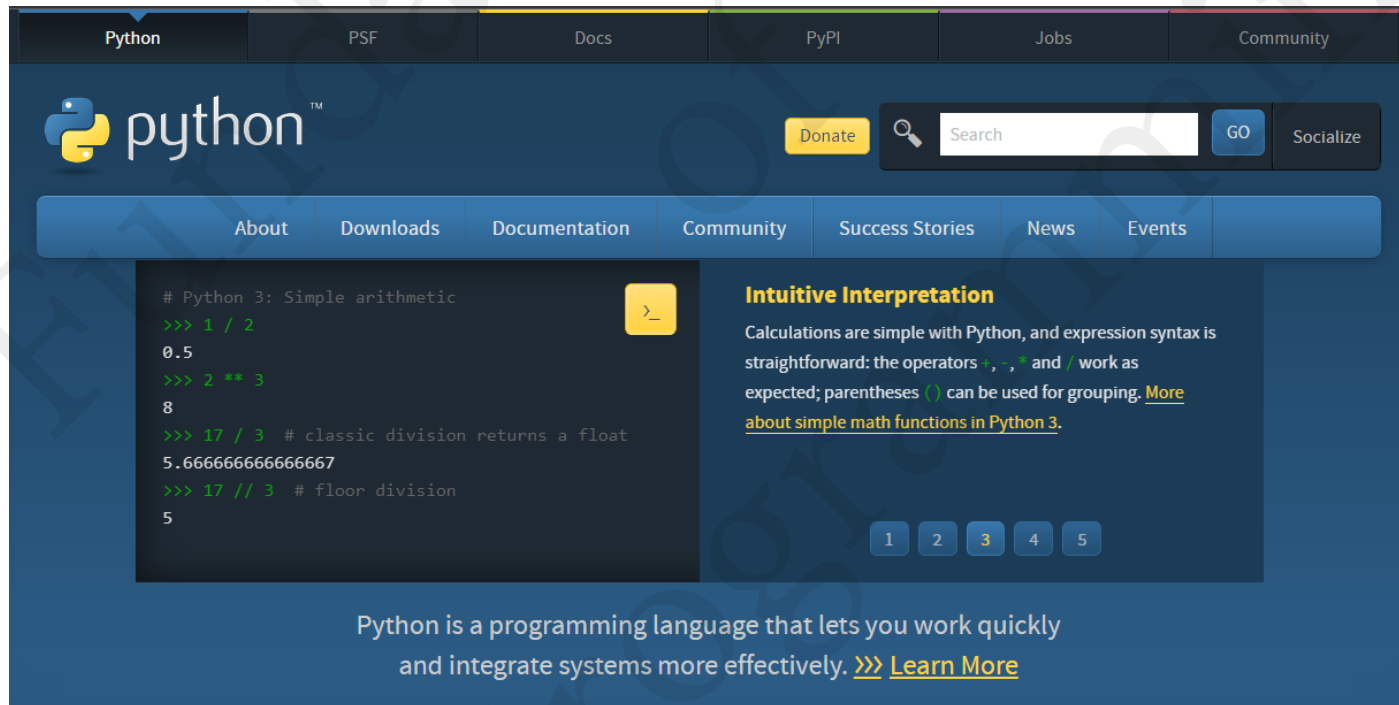 Python PSF Docs PyPI Jobs Community
python™
Donate Search GO Socialize
About Downloads Documentation Community Success Stories News Events
# Python 3: Simple arithmetic
>>> 1 / 2
0.5
>>> 2 ** 3
8
>>> 17 / 3  # classic division returns a float
5.666666666666667
>>> 17 // 3  # floor division
5
>_
Intuitive Interpretation
Calculations are simple with Python, and expression syntax is
straightforward: the operators +, -, * and / work as
expected; parentheses () can be used for grouping. More
about simple math functions in Python 3.
1 2 3 4 5
Python is a programming language that lets you work quickly
and integrate systems more effectively. >>> Learn More